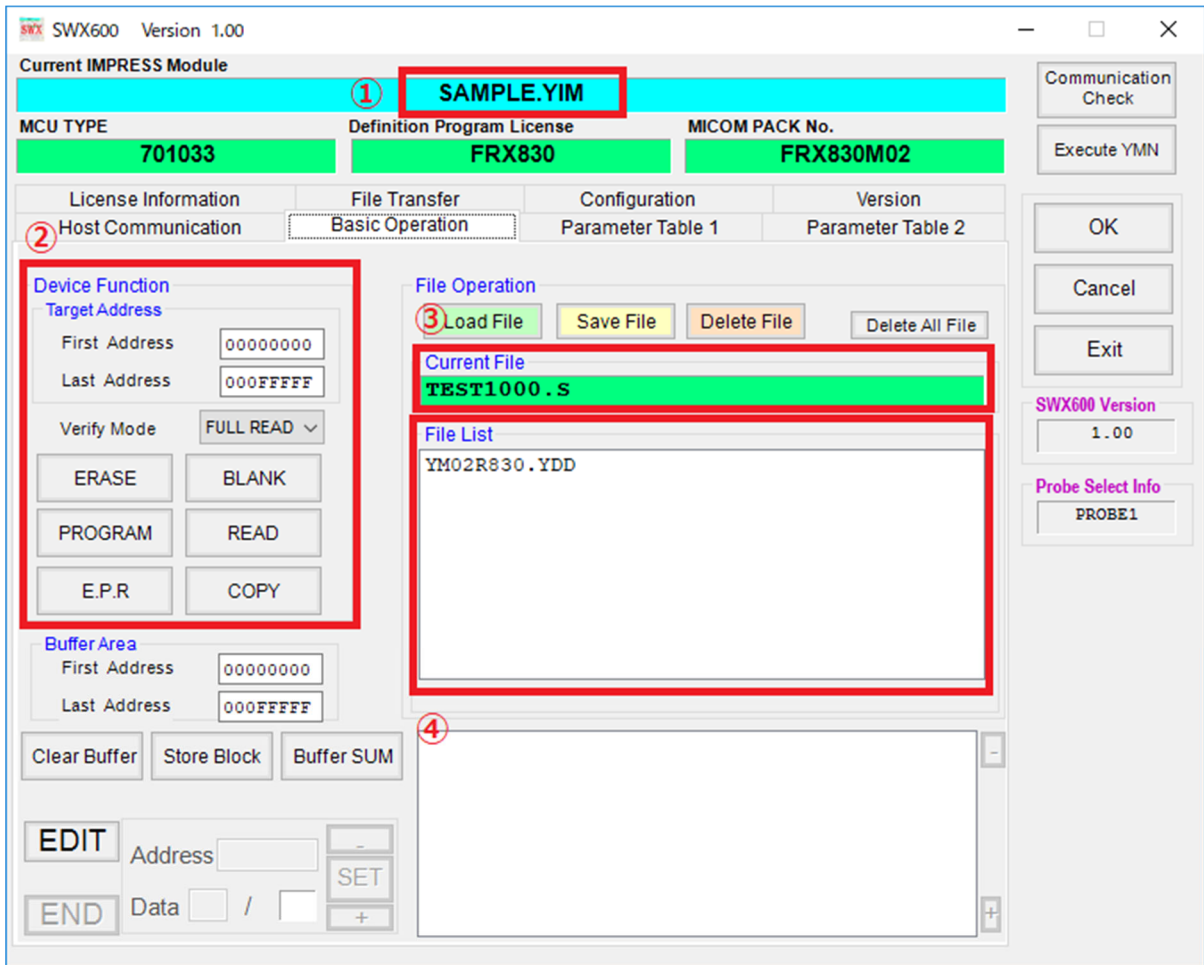 SWX SWX600 Version 1.00
Current IMPRESS Module
① SAMPLE.YIM
MCU TYPE Definition Program License MICOM PACK No.
701033 FRX830 FRX830M02
License Information File Transfer Configuration Version
Host Communication Basic Operation Parameter Table 1 Parameter Table 2
②
Device Function
Target Address
First Address 00000000
Last Address 000FFFFF
Verify Mode FULL READ
ERASE BLANK
PROGRAM READ
E.P.R COPY
Buffer Area
First Address 00000000
Last Address 000FFFFF
Clear Buffer Store Block Buffer SUM
EDIT Address -
SET
END Data / +
File Operation
③ Load File Save File Delete File Delete All File
Current File
TEST1000.S
File List
YM02R830.YDD
④
-
+
Communication
Check
Execute YMN
OK
Cancel
Exit
SWX600 Version
1.00
Probe Select Info
PROBE1